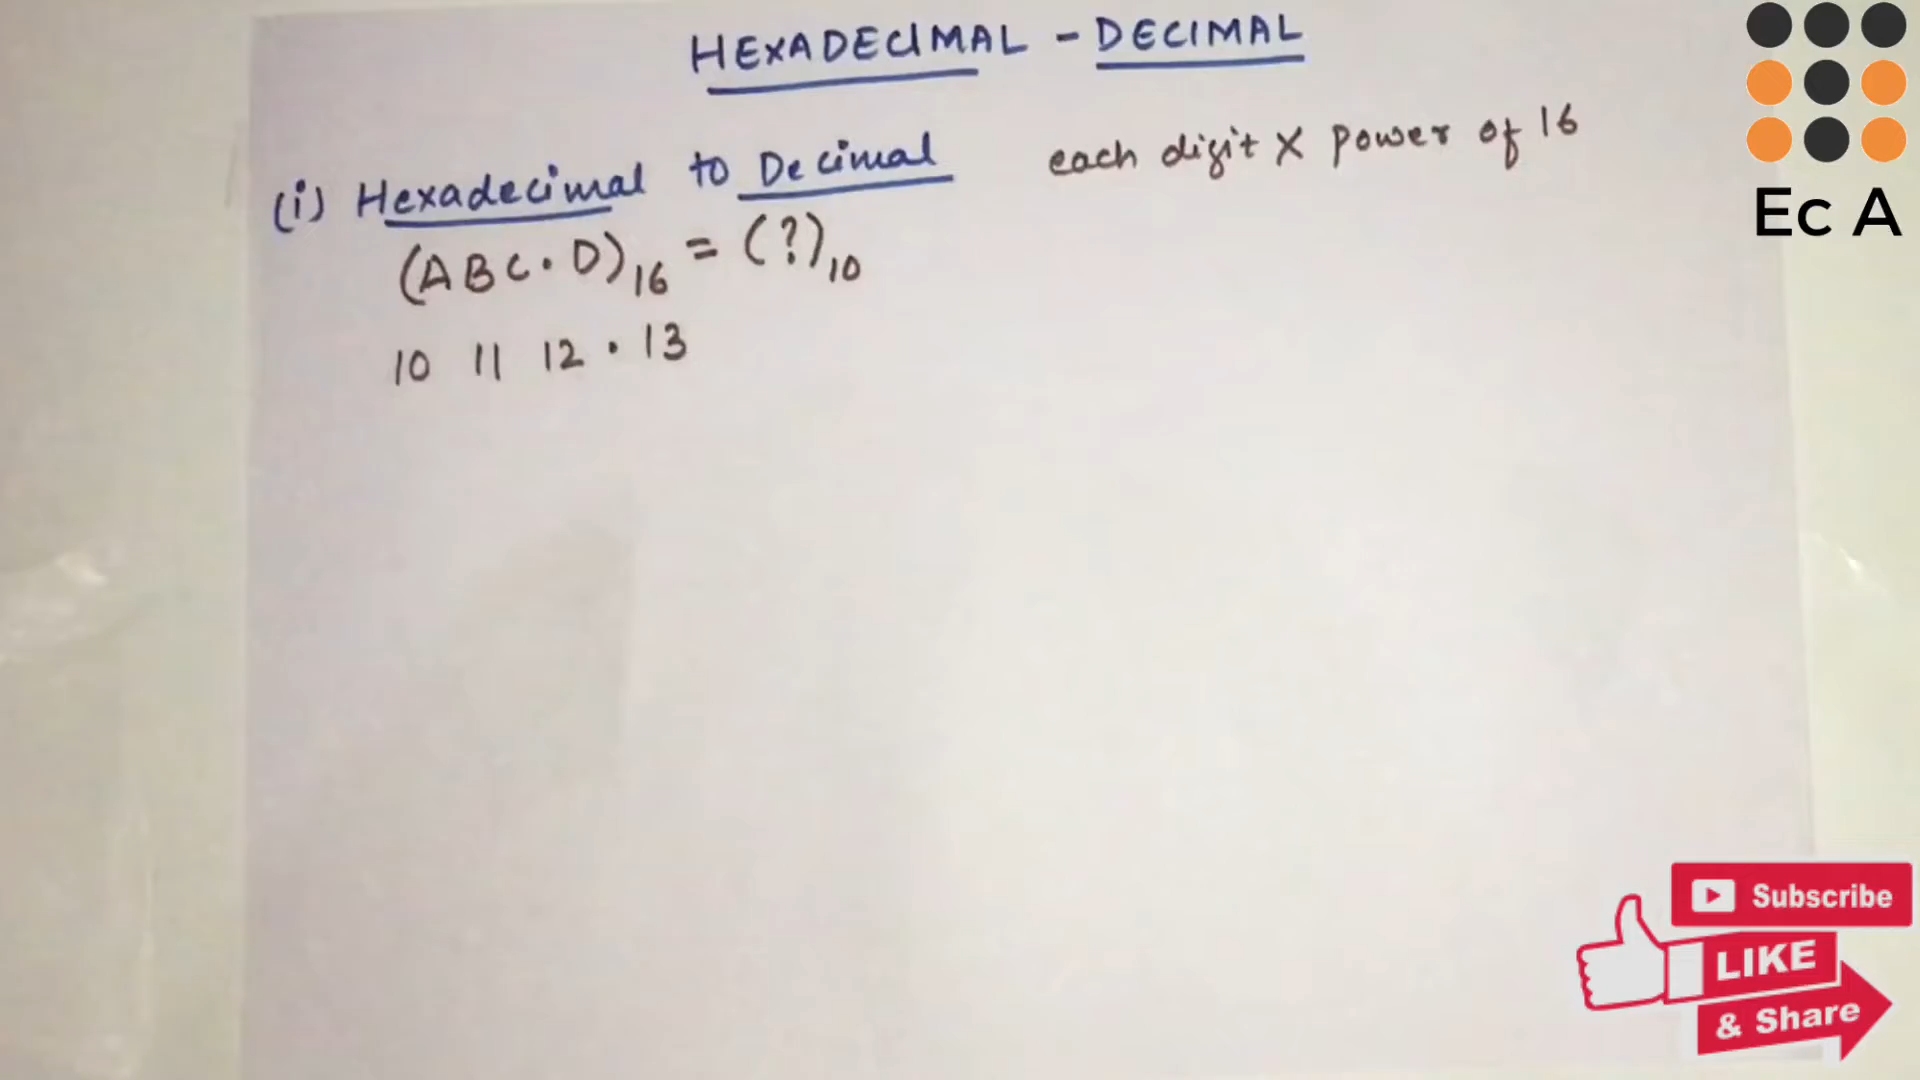 HEXADECIMAL - DECIMAL
(i) Hexadecimal to Decimal each digit X power of 16
(ABC.D)16 = (?)10
10 11 12 . 13
Ec A
Subscribe
LIKE
& Share